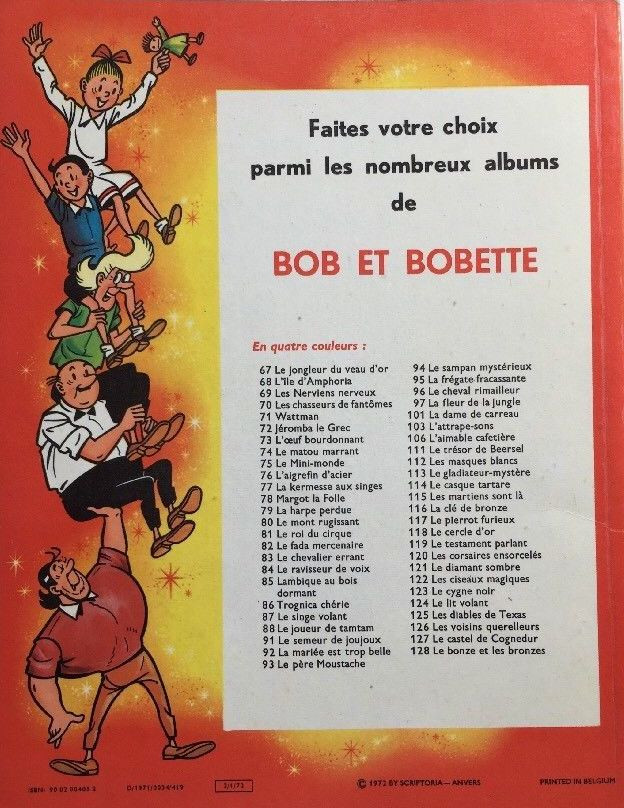 Faites votre choix
parmi les nombreux albums
de
BOB ET BOBETTE
En quatre couleurs :
67 Le jongleur du veau d'or
68 L'île d'Amphoria
69 Les Nerviens nerveux
70 Les chasseurs de fantômes
71 Wattman
72 Jéromba le Grec
73 L'œuf bourdonnant
74 Le matou marrant
75 Le Mini-monde
76 L'aigrefin d'acier
77 La kermesse aux singes
78 Margot la Folle
79 La harpe perdue
80 Le mont rugissant
81 Le roi du cirque
82 Le fada mercenaire
83 Le chevalier errant
84 Le ravisseur de voix
85 Lambique au bois
dormant
86 Trognica chérie
87 Le singe volant
88 Le joueur de tamtam
91 Le semeur de joujoux
92 La mariée est trop belle
93 Le père Moustache
94 Le sampan mystérieux
95 La frégate fracassante
96 Le cheval rimailleur
97 La fleur de la jungle
101 La dame de carreau
103 L'attrape-sons
106 L'aimable cafetière
111 Le trésor de Beersel
112 Les masques blancs
113 Le gladiateur-mystère
114 Le casque tartare
115 Les martiens sont là
116 La clé de bronze
117 Le pierrot furieux
118 Le cercle d'or
119 Le testament parlant
120 Les corsaires ensorcelés
121 Le diamant sombre
122 Les ciseaux magiques
123 Le cygne noir
124 Le lit volant
125 Les diables de Texas
126 Les voisins querelleurs
127 Le castel de Cognedur
128 Le bonze et les bronzes
ISBN: 90 02 00405 2 D/1971/0034/419 2/1/73 © 1972 BY SCRIPTORIA — ANVERS PRINTED IN BELGIUM